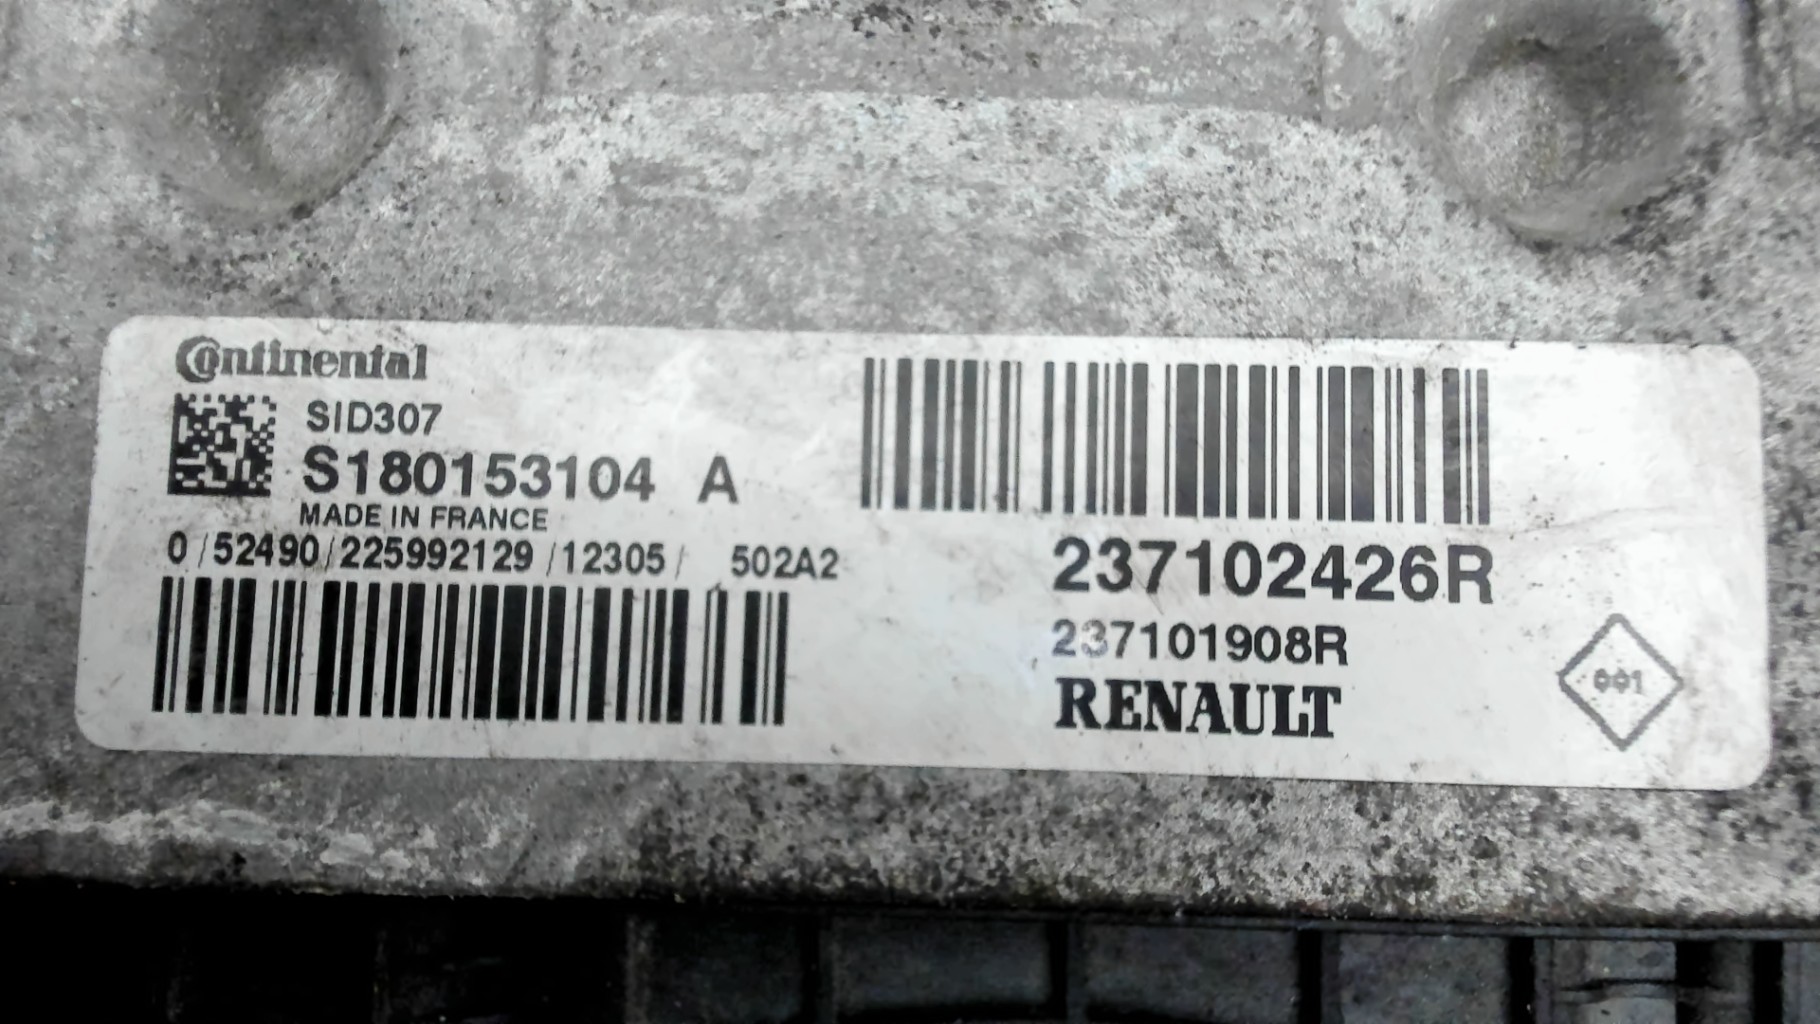 Continental
SID307
S180153104 A
MADE IN FRANCE
0 /52490/225992129 /12305/ 502A2
237102426R
237101908R
RENAULT
001